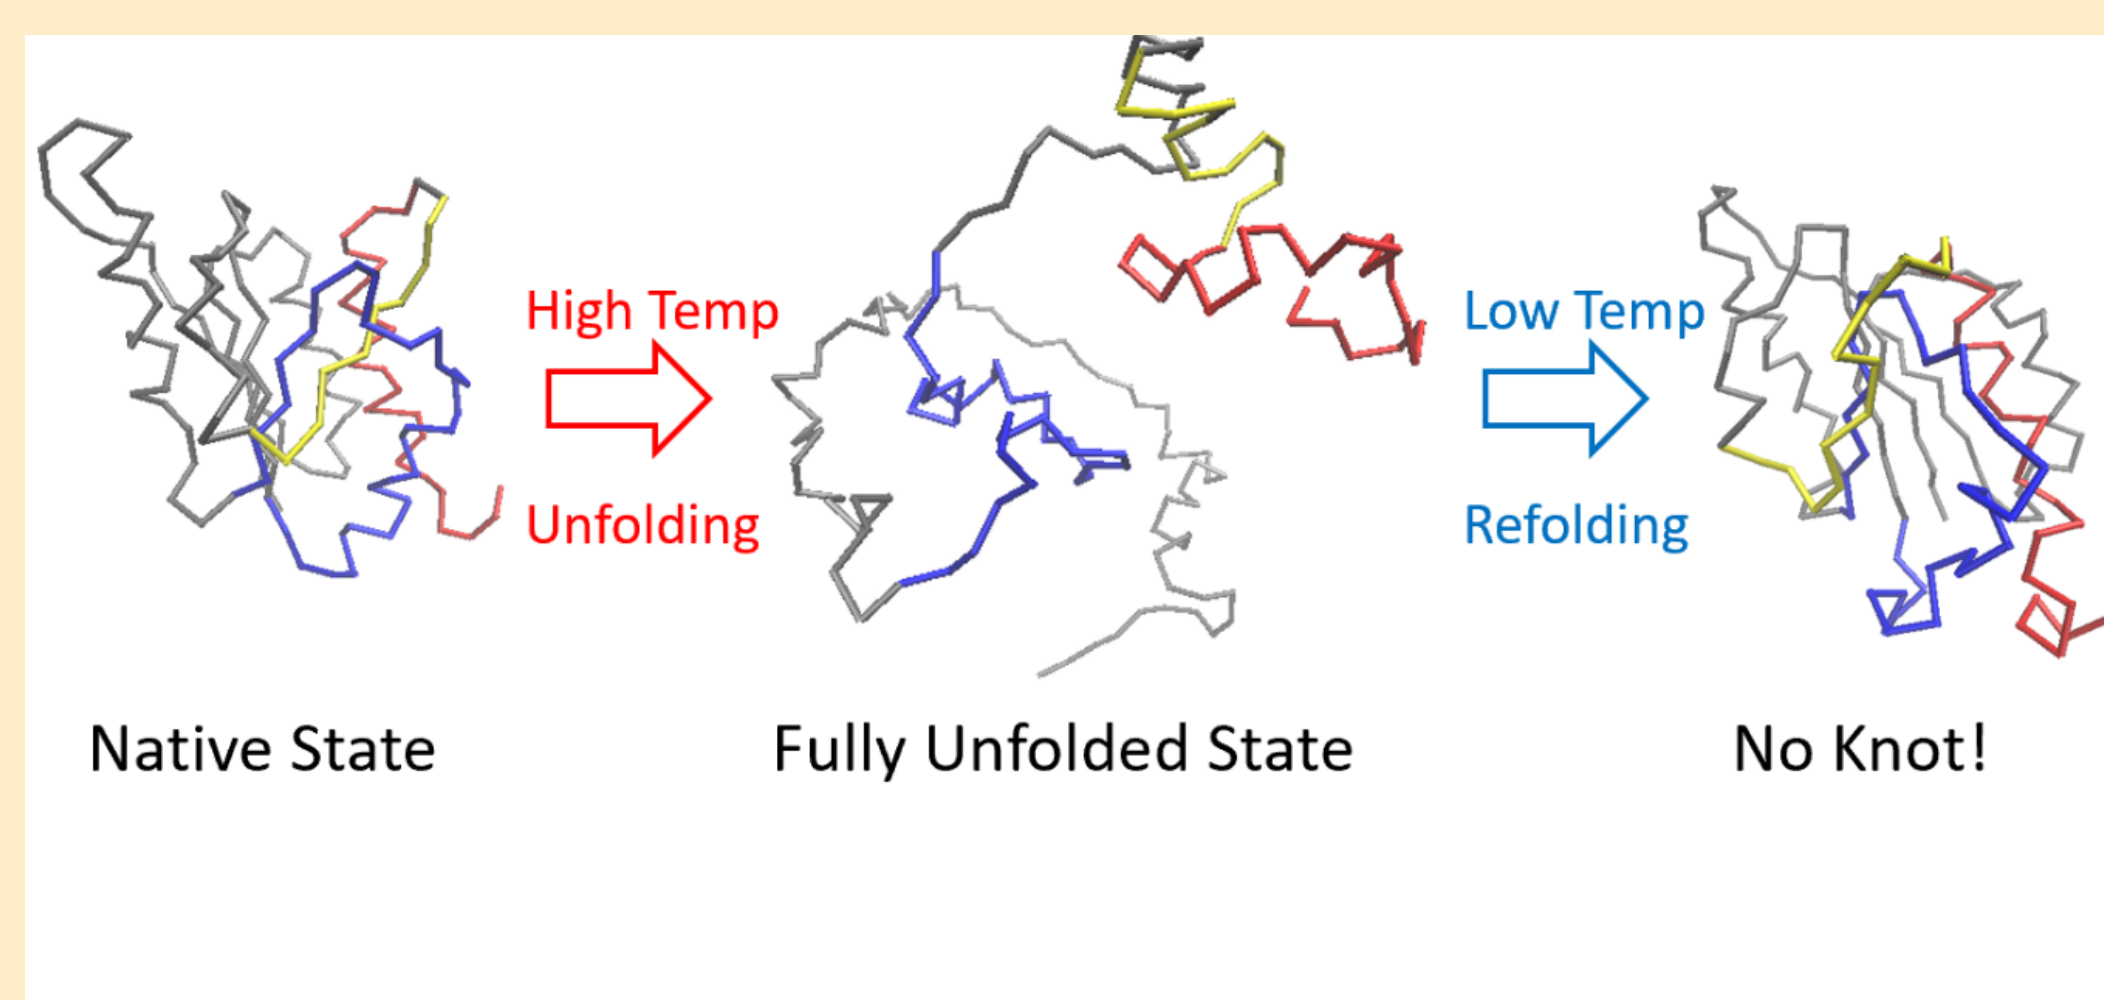 High Temp
Unfolding
Low Temp
Refolding
Native State
Fully Unfolded State
No Knot!